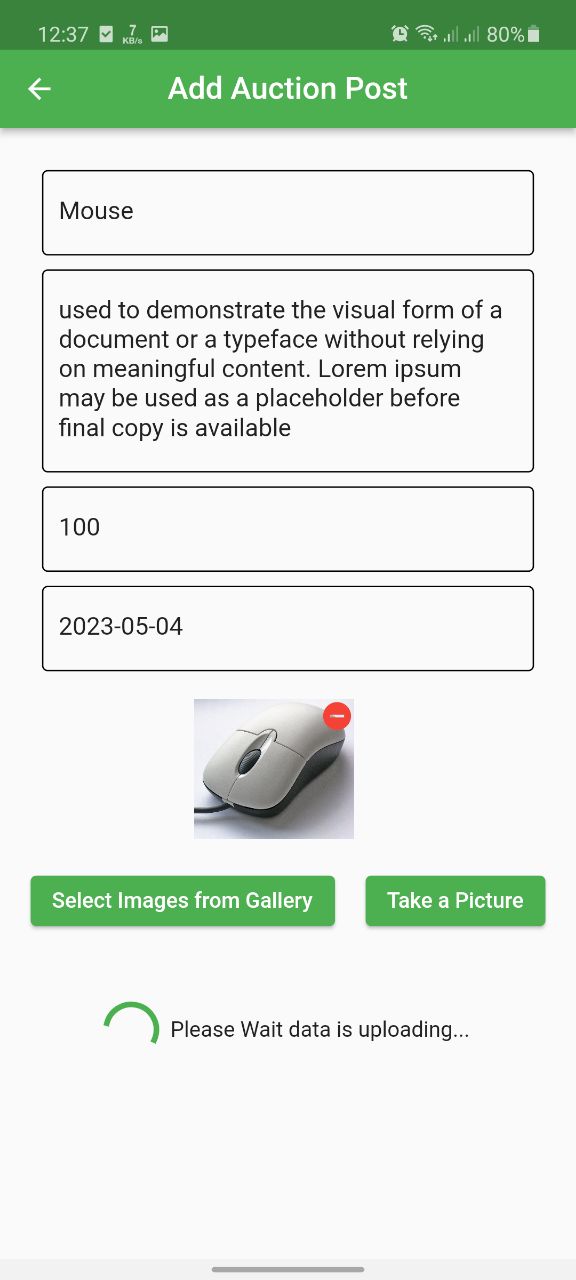 12:37 7 KB/s 80%
Add Auction Post
Mouse
used to demonstrate the visual form of a
document or a typeface without relying
on meaningful content. Lorem ipsum
may be used as a placeholder before
final copy is available
100
2023-05-04
Select Images from Gallery Take a Picture
Please Wait data is uploading...